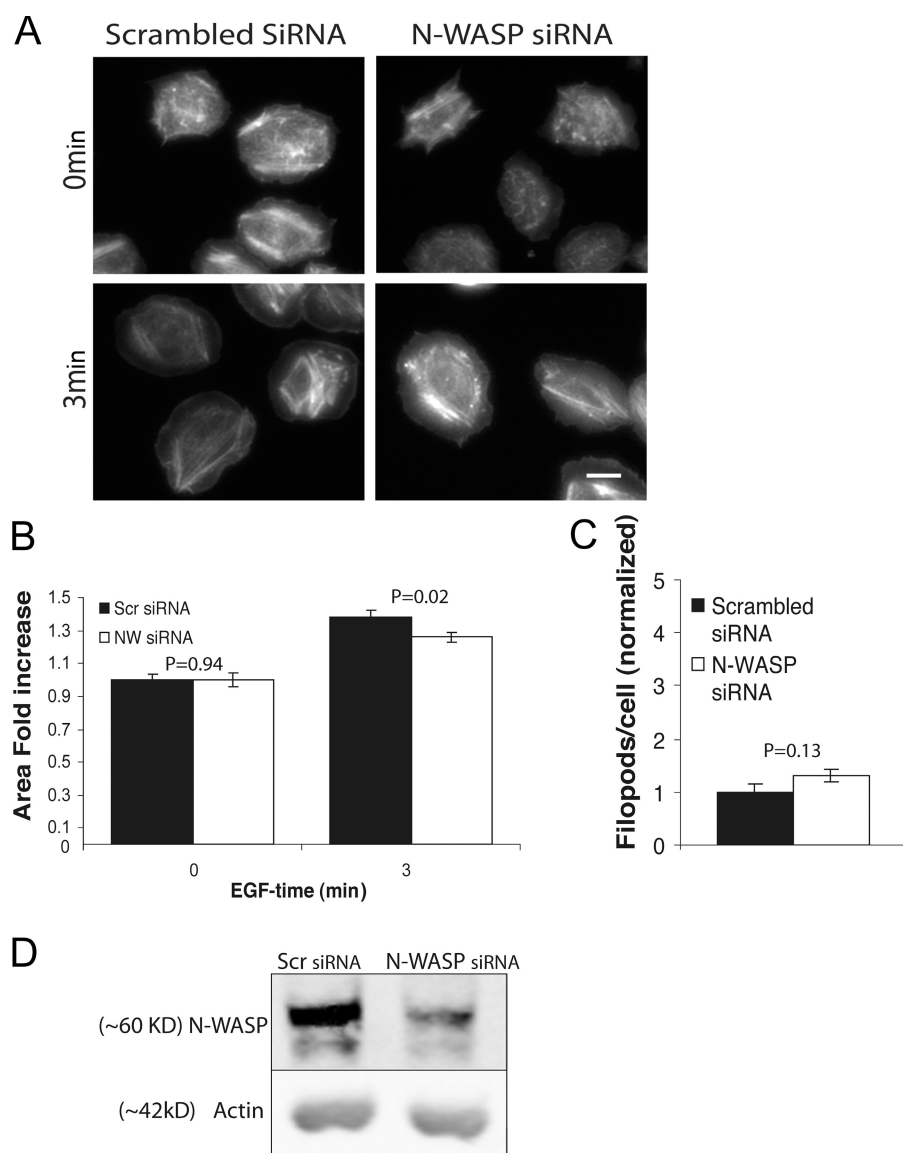 A
Scrambled SiRNA
N-WASP siRNA
0min
3min
B
Area Fold increase
1.5
1.3
1.1
0.9
0.7
0.5
0.3
0.1
0
Scr siRNA
NW siRNA
P=0.94
P=0.02
0
3
EGF-time (min)
C
Filopods/cell (normalized)
5
4
3
2
1
0
Scrambled
siRNA
N-WASP
siRNA
P=0.13
D
Scr siRNA
N-WASP siRNA
(~60 KD) N-WASP
(~42kD) Actin